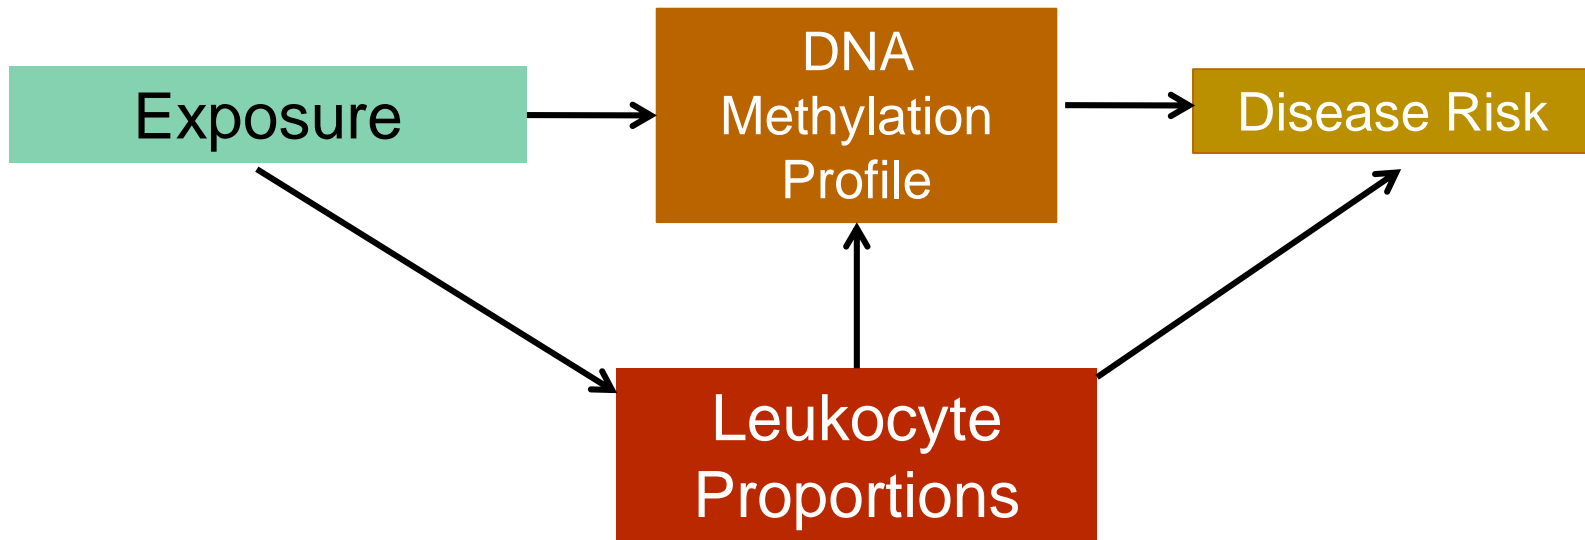 Exposure
DNA
Methylation
Profile
Disease Risk
Leukocyte
Proportions